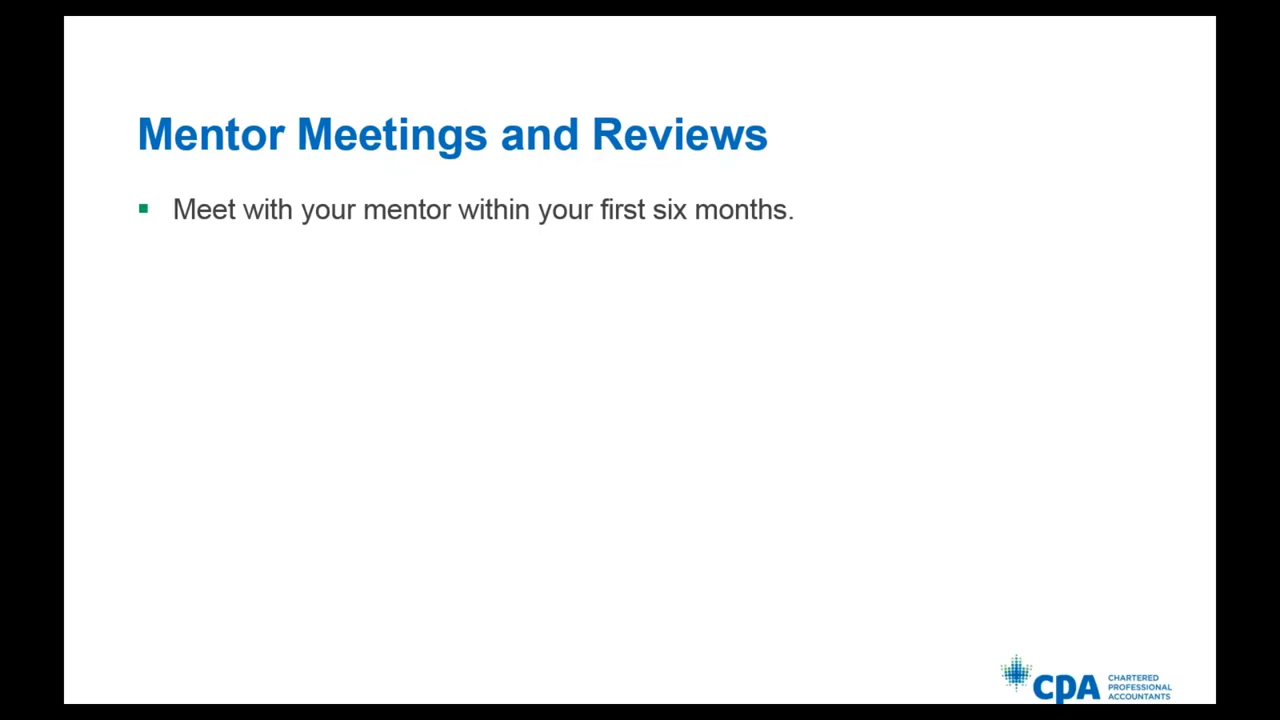 Mentor Meetings and Reviews
Meet with your mentor within your first six months.
CPA
CHARTERED
PROFESSIONAL
ACCOUNTANTS